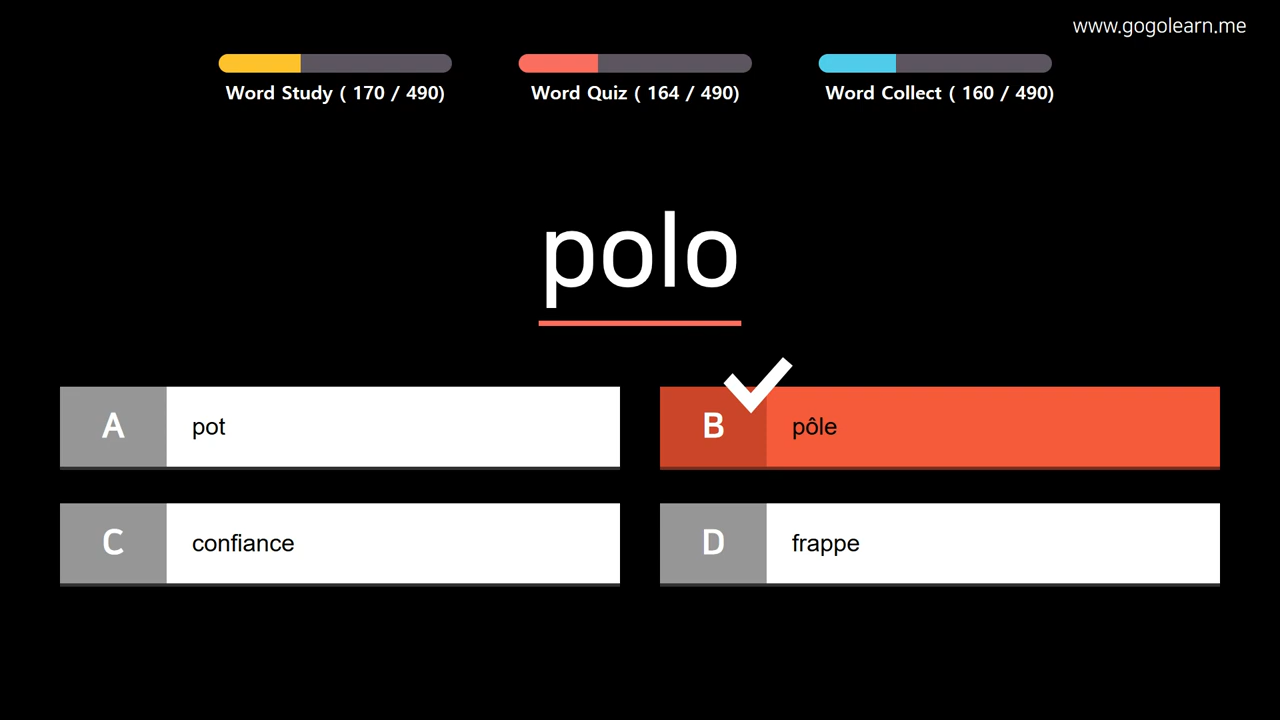 www.gogolearn.me
Word Study ( 170 / 490)
Word Quiz ( 164 / 490)
Word Collect ( 160 / 490)
polo
A pot
B pôle
C confiance
D frappe